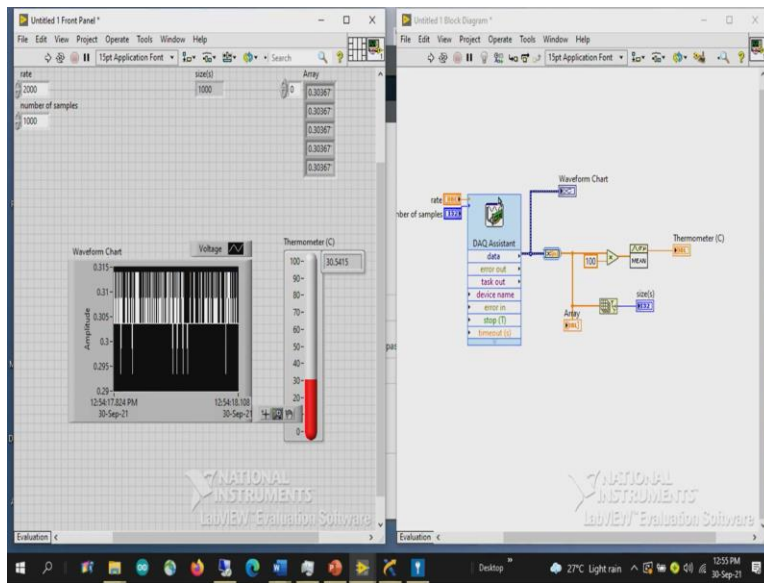 Untitled 1 Front Panel *
File Edit View Project Operate Tools Window Help
15pt Application Font
Search
rate
2000
number of samples
1000
size(s)
1000
Array
0
0.30367
0.30367
0.30367
0.30367
0.30367
Waveform Chart
Voltage
Amplitude
0.315
0.31
0.305
0.3
0.295
0.29
12:54:17.824 PM
30-Sep-21
12:54:18.108
30-Sep-21
Thermometer (C)
30.5415
100
90
80
70
60
50
40
30
20
0
NATIONAL
INSTRUMENTS
LabVIEW Evaluation Software
Evaluation
Untitled 1 Block Diagram *
File Edit View Project Operate Tools Window Help
15pt Application Font
Waveform Chart
rate
ber of samples
DAQ Assistant
data
error out
task out
device name
error in
stop (T)
timeout (s)
100
MEAN
Thermometer (C)
size(s)
Array
NATIONAL
INSTRUMENTS
LabVIEW Evaluation Software
Evaluation
Desktop
27°C Light rain
12:55 PM
30-Sep-21